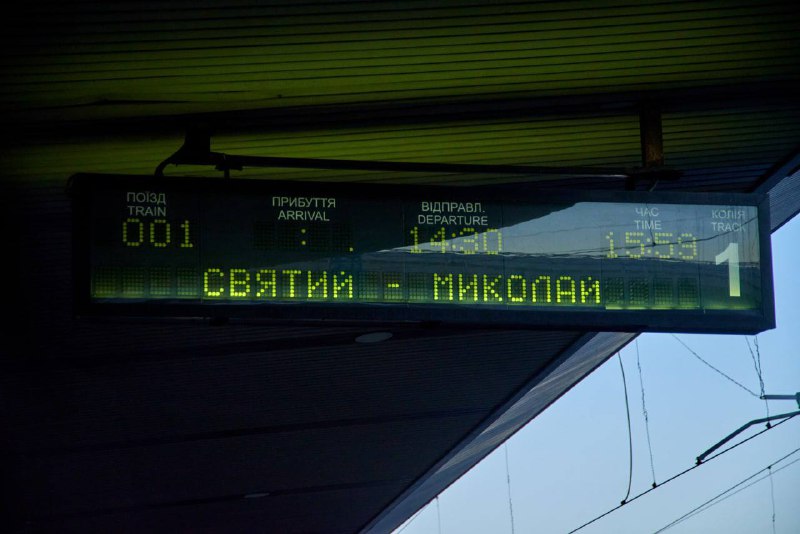 ПОЇЗД ПРИБУТТЯ ВІДПРАВЛ. ЧАС КОЛІЯ
TRAIN ARRIVAL DEPARTURE TIME TRACK
001 : . 14:30 15:59 1
СВЯТИЙ - МИКОЛАЙ